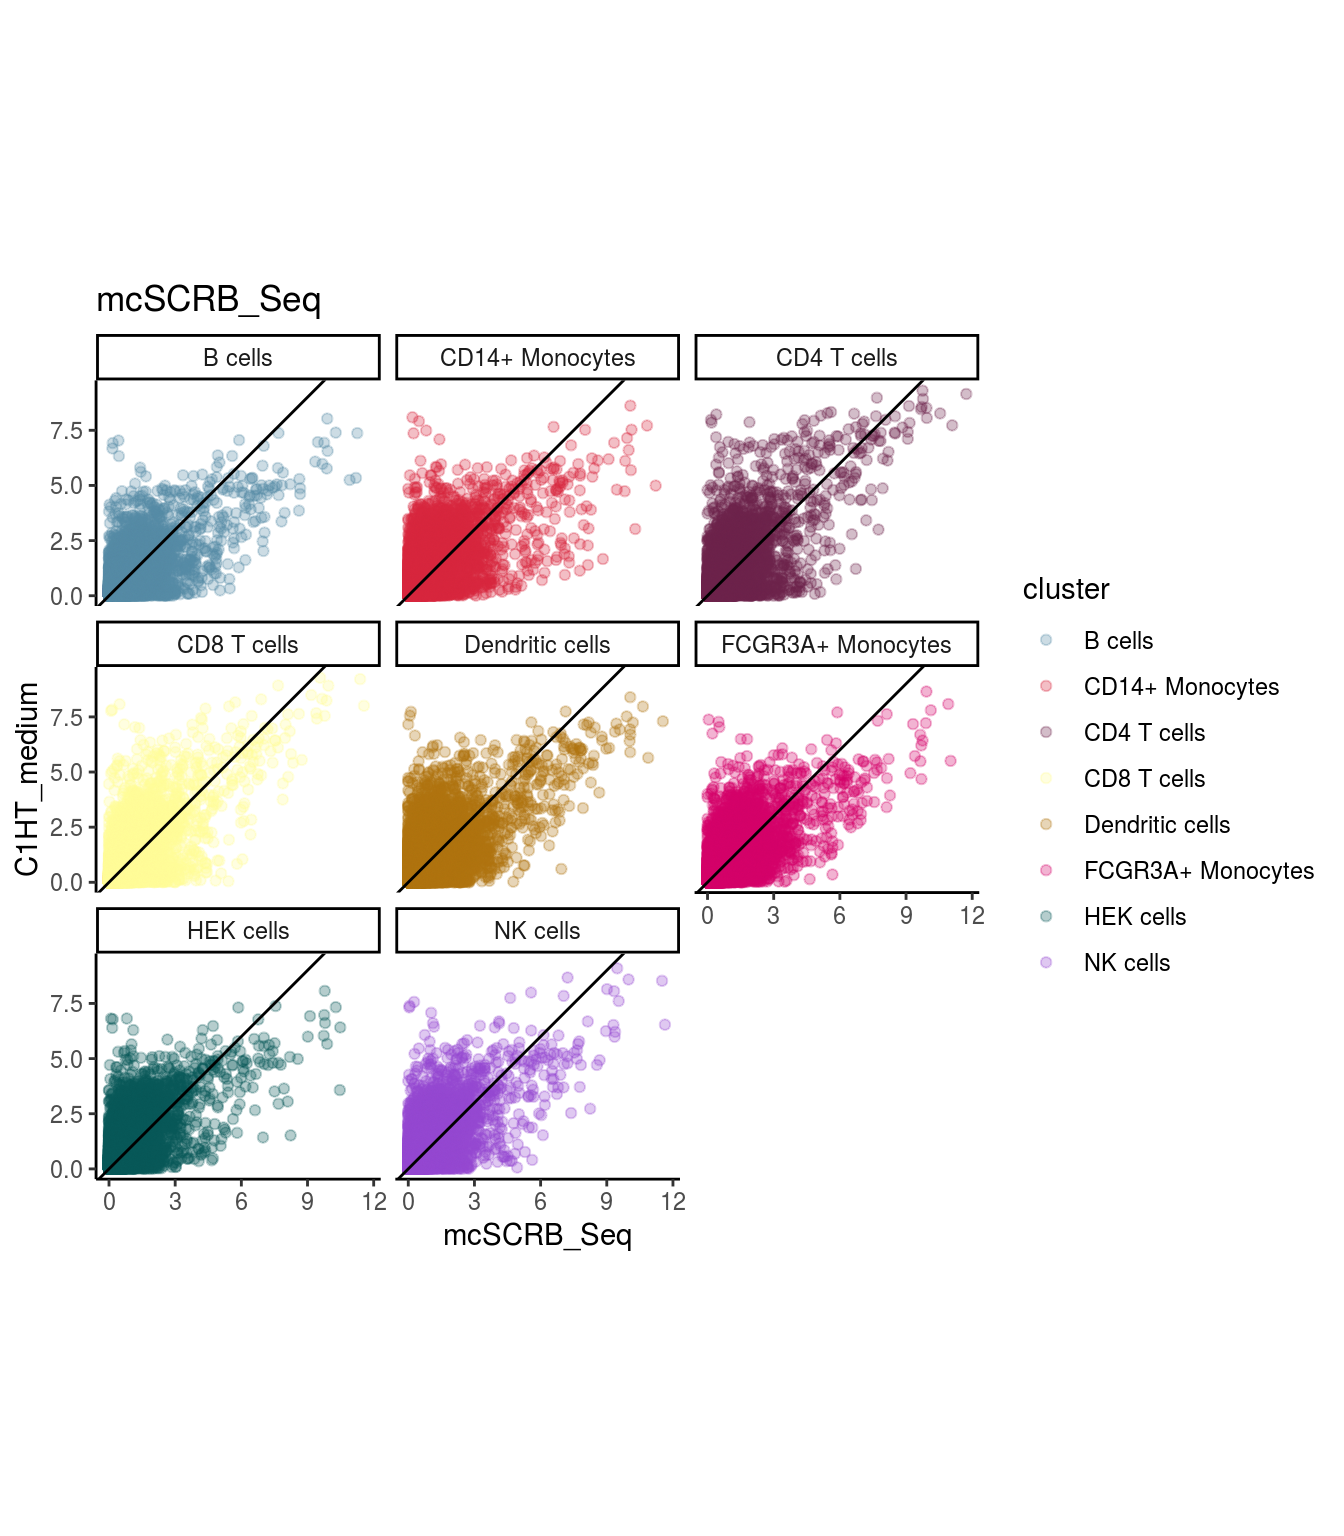 mcSCRB_Seq
B cells
CD14+ Monocytes
CD4 T cells
7.5
5.0
2.5
0.0
CD8 T cells
Dendritic cells
FCGR3A+ Monocytes
7.5
5.0
2.5
0.0
0 3 6 9 12
HEK cells
NK cells
7.5
5.0
2.5
0.0
0 3 6 9 12
0 3 6 9 12
mcSCRB_Seq
C1HT_medium
cluster
B cells
CD14+ Monocytes
CD4 T cells
CD8 T cells
Dendritic cells
FCGR3A+ Monocytes
HEK cells
NK cells